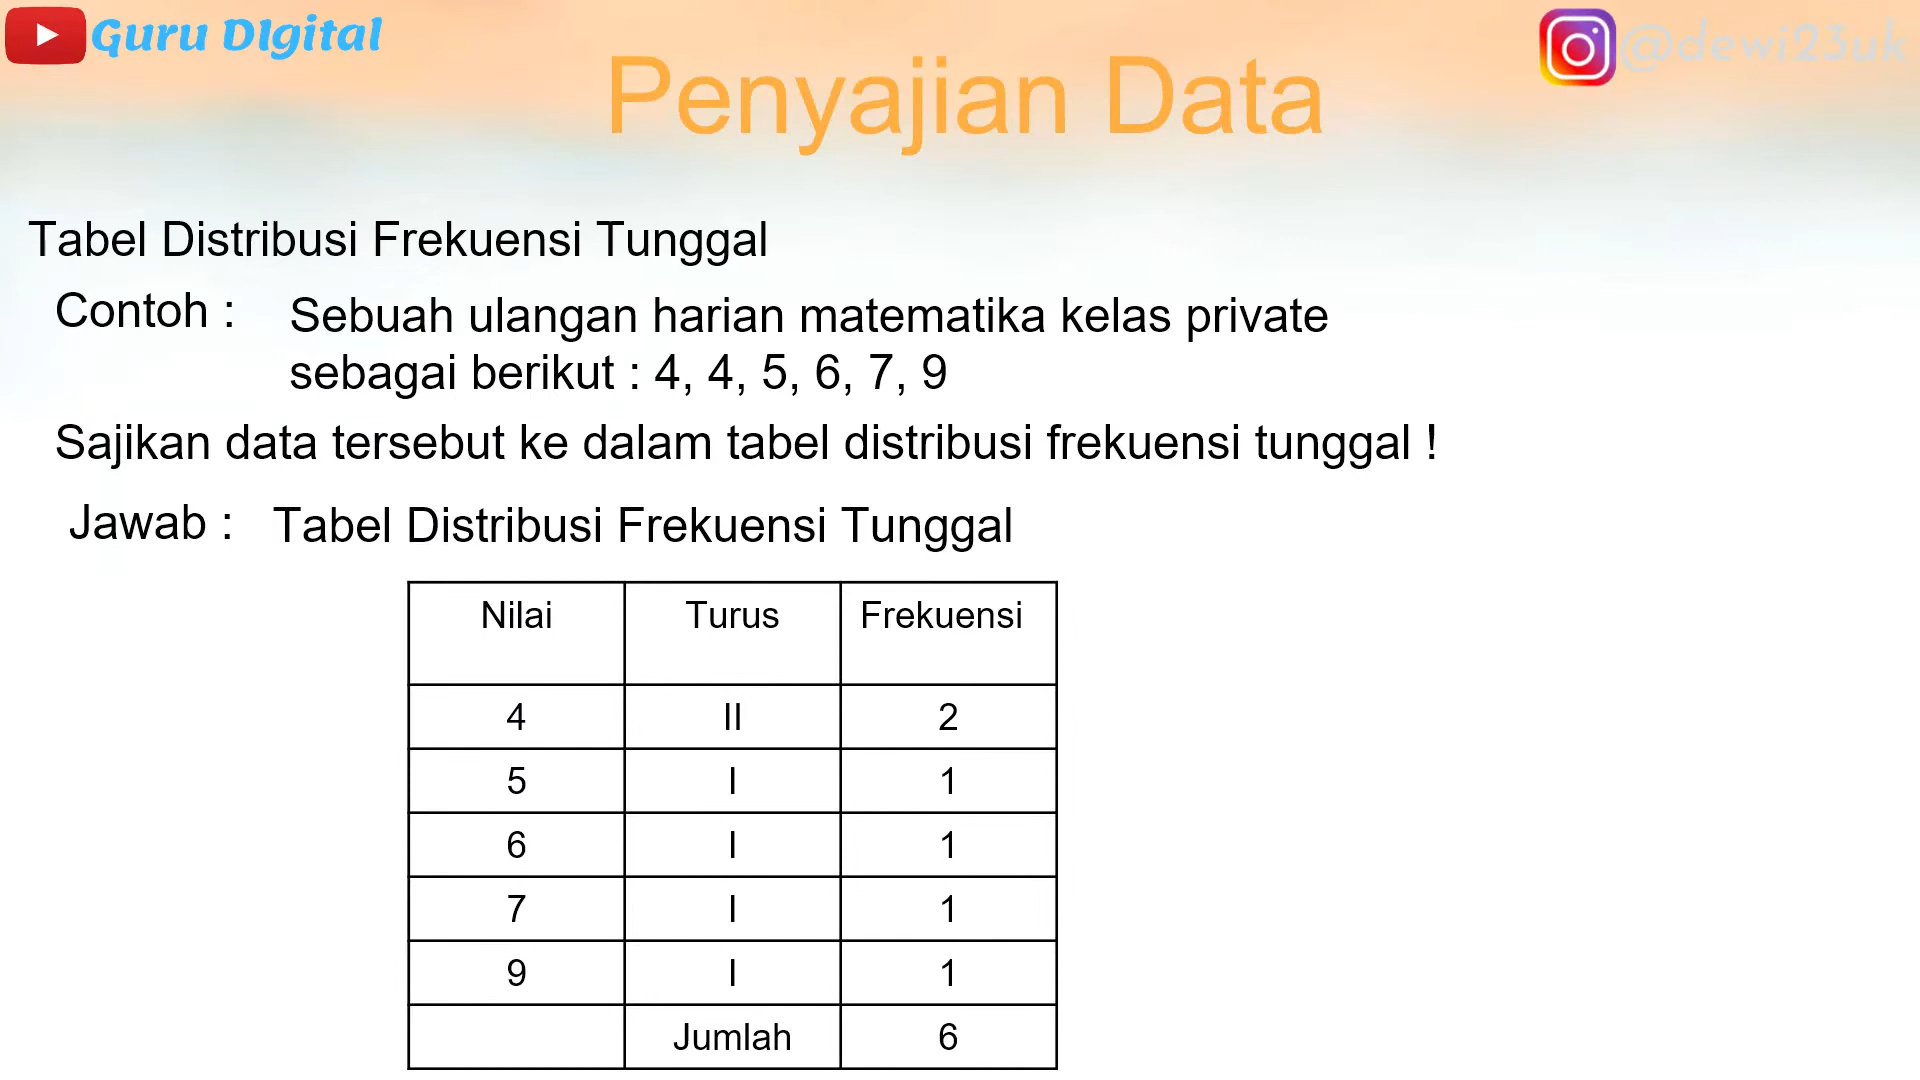 Guru DIgital
@dewi23uk
Penyajian Data
Tabel Distribusi Frekuensi Tunggal
Contoh : Sebuah ulangan harian matematika kelas private
sebagai berikut : 4, 4, 5, 6, 7, 9
Sajikan data tersebut ke dalam tabel distribusi frekuensi tunggal !
Jawab : Tabel Distribusi Frekuensi Tunggal
Nilai Turus Frekuensi
4 II 2
5 I 1
6 I 1
7 I 1
9 I 1
Jumlah 6